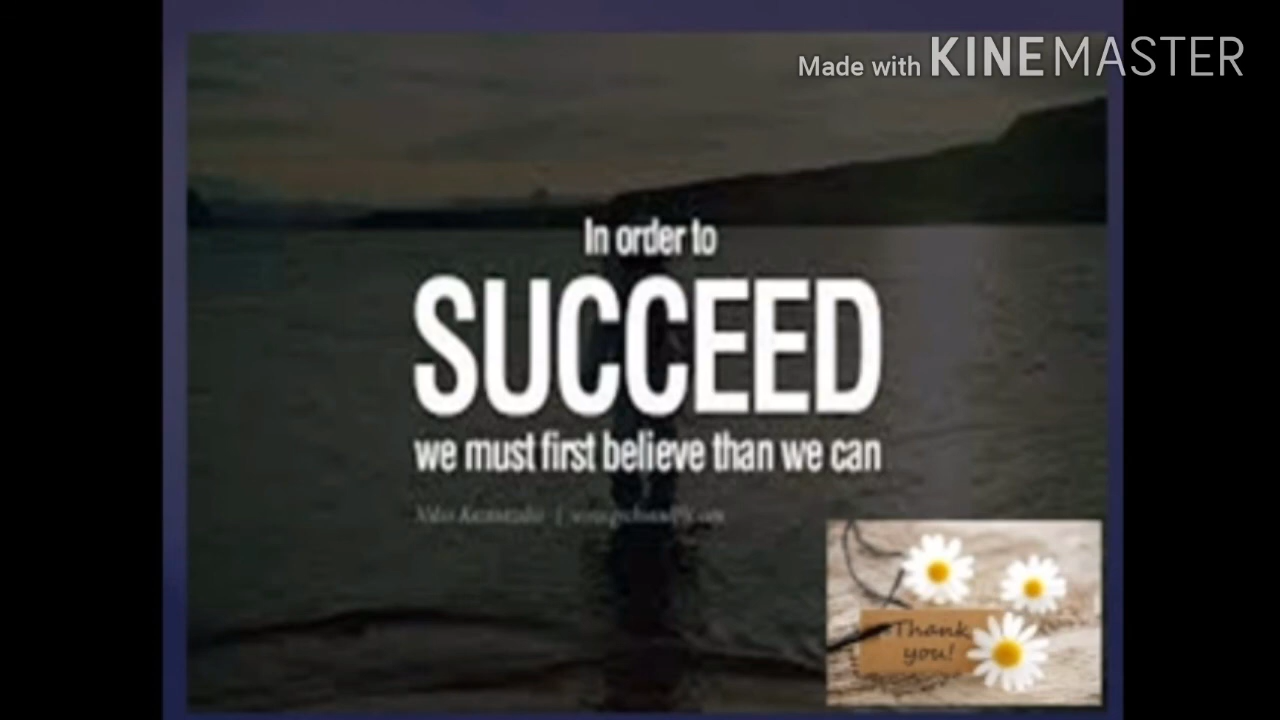 Made with KINEMASTER
In order to
SUCCEED
we must first believe than we can
Thank
you!